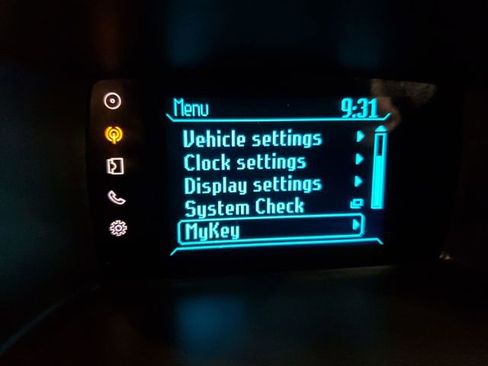 Menu 9:31
Vehicle settings
Clock settings
Display settings
System Check
MyKey